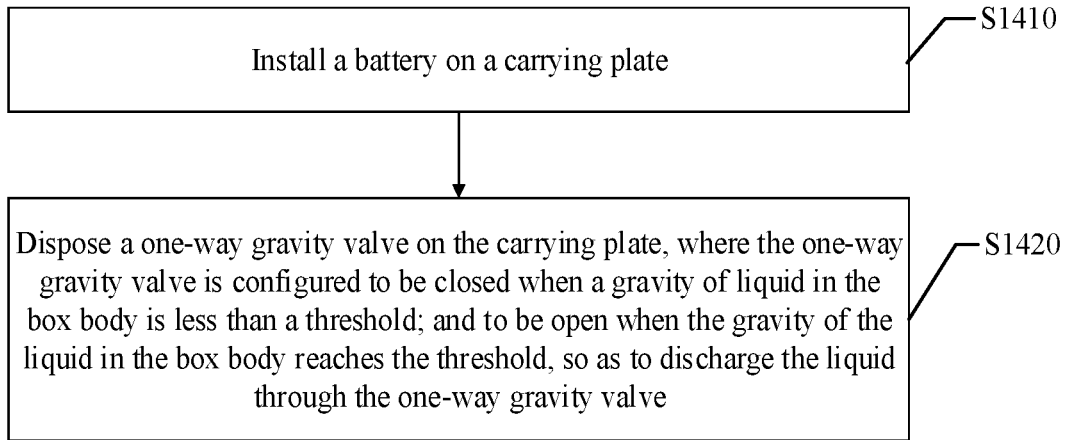 S1410
Install a battery on a carrying plate
Dispose a one-way gravity valve on the carrying plate, where the one-way
S1420
gravity valve is configured to be closed when a gravity of liquid in the
box body is less than a threshold; and to be open when the gravity of the
liquid in the box body reaches the threshold, so as to discharge the liquid
through the one-way gravity valve